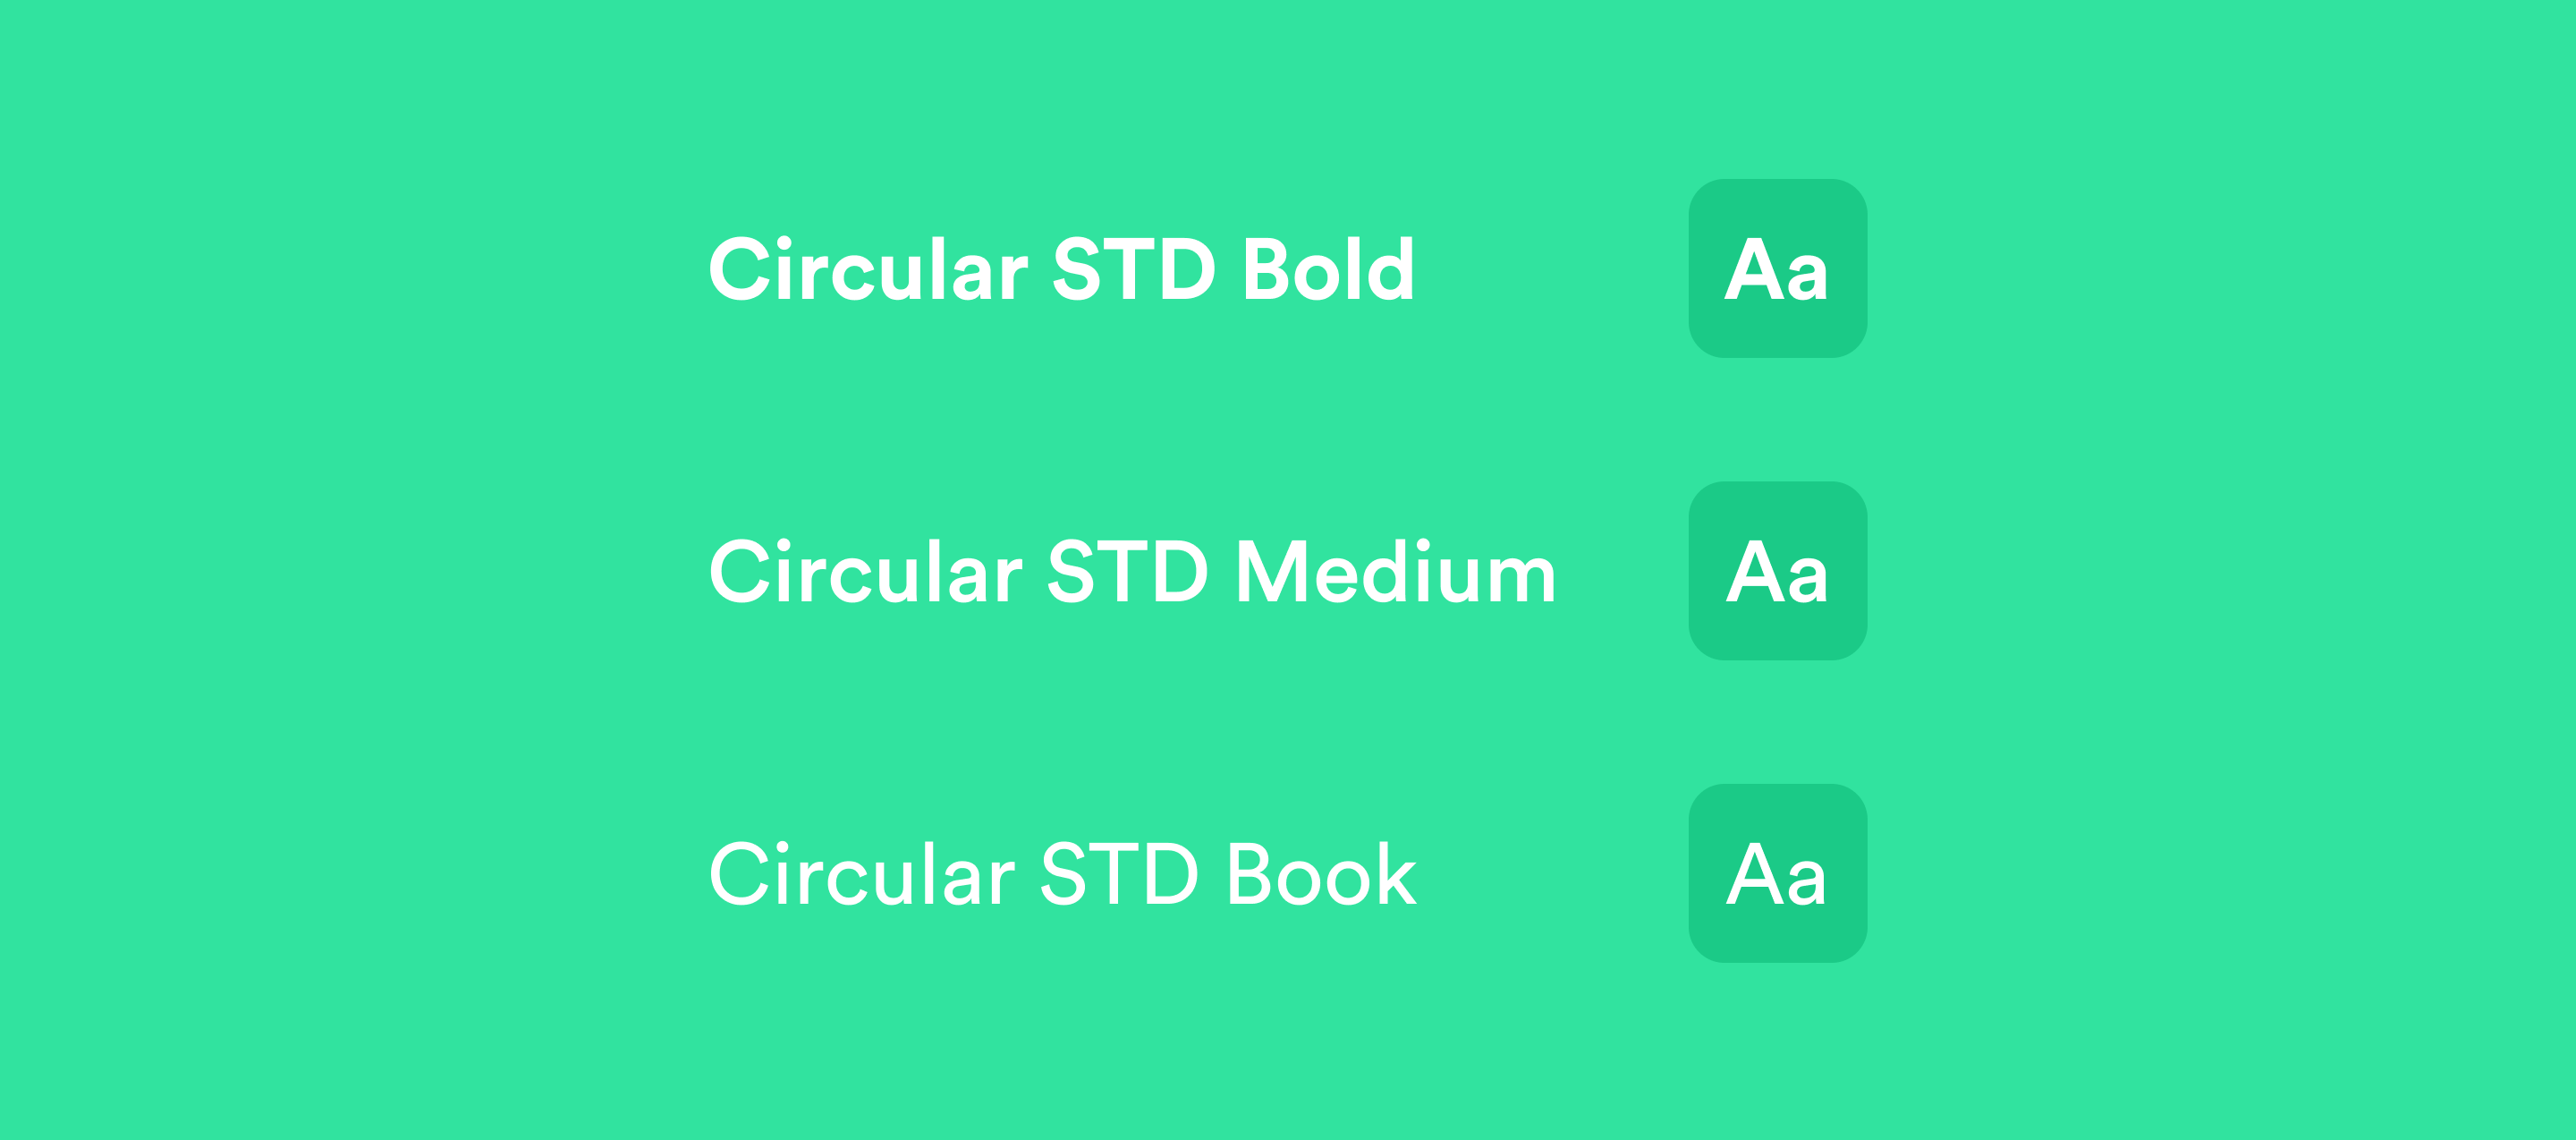 Circular STD Bold
Aa
Circular STD Medium
Aa
Circular STD Book
Aa